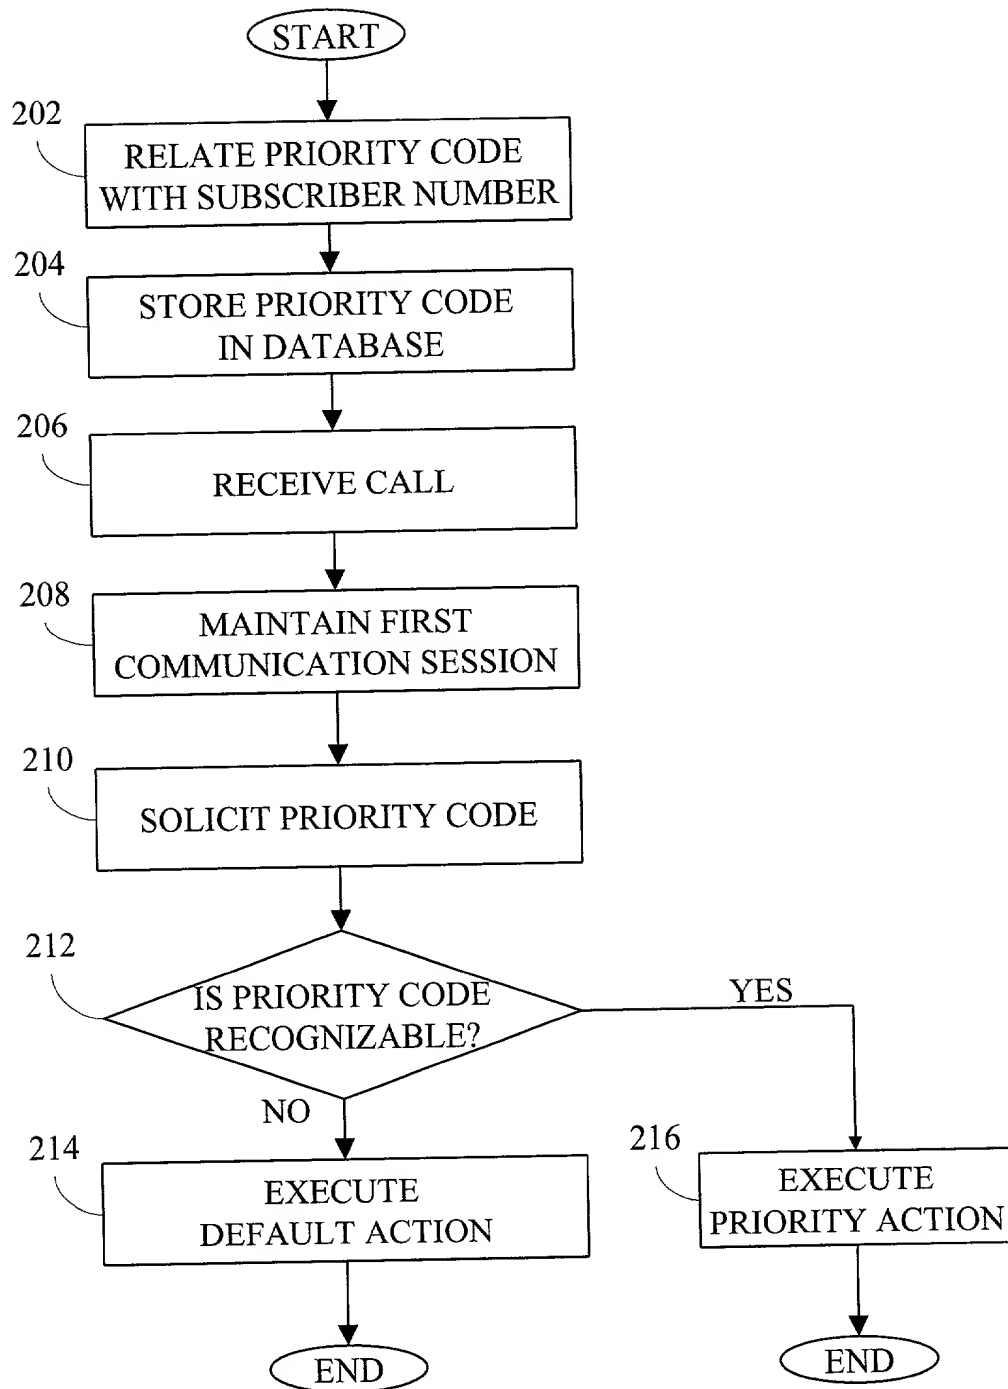 START
202
RELATE PRIORITY CODE
WITH SUBSCRIBER NUMBER
204
STORE PRIORITY CODE
IN DATABASE
206
RECEIVE CALL
208
MAINTAIN FIRST
COMMUNICATION SESSION
210
SOLICIT PRIORITY CODE
212
IS PRIORITY CODE
RECOGNIZABLE?
YES
NO
214
EXECUTE
DEFAULT ACTION
216
EXECUTE
PRIORITY ACTION
END
END